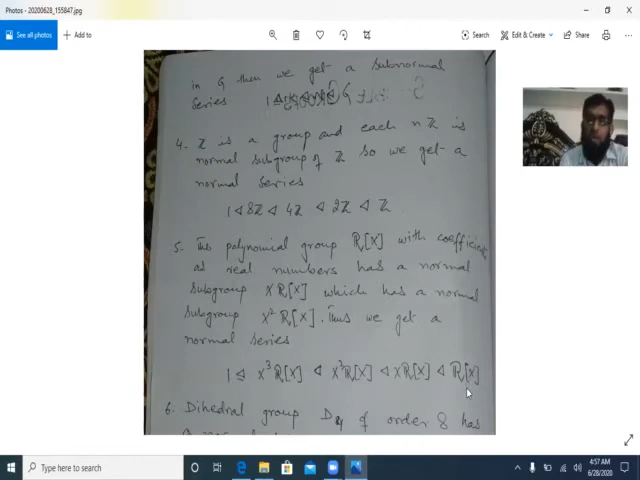 Photos - 20200628_155847.jpg
See all photos
Add to
Search
Edit & Create
Share
in G then we get a subnormal
series
4. ℤ is a group and each nℤ is
normal subgroup of ℤ so we get a
normal series
1 ⊲ 8ℤ ⊲ 4ℤ ⊲ 2ℤ ⊲ ℤ
5. The polynomial group ℝ[X] with coefficients
as real numbers has a normal
subgroup Xℝ[X] which has a normal
subgroup X²ℝ[X]. Thus we get a
normal series
1 ⊴ X³ℝ[X] ⊲ X²ℝ[X] ⊲ Xℝ[X] ⊲ ℝ[X]
6. Dihedral group D₄ of order 8 has
Type here to search
4:57 AM
6/28/2020